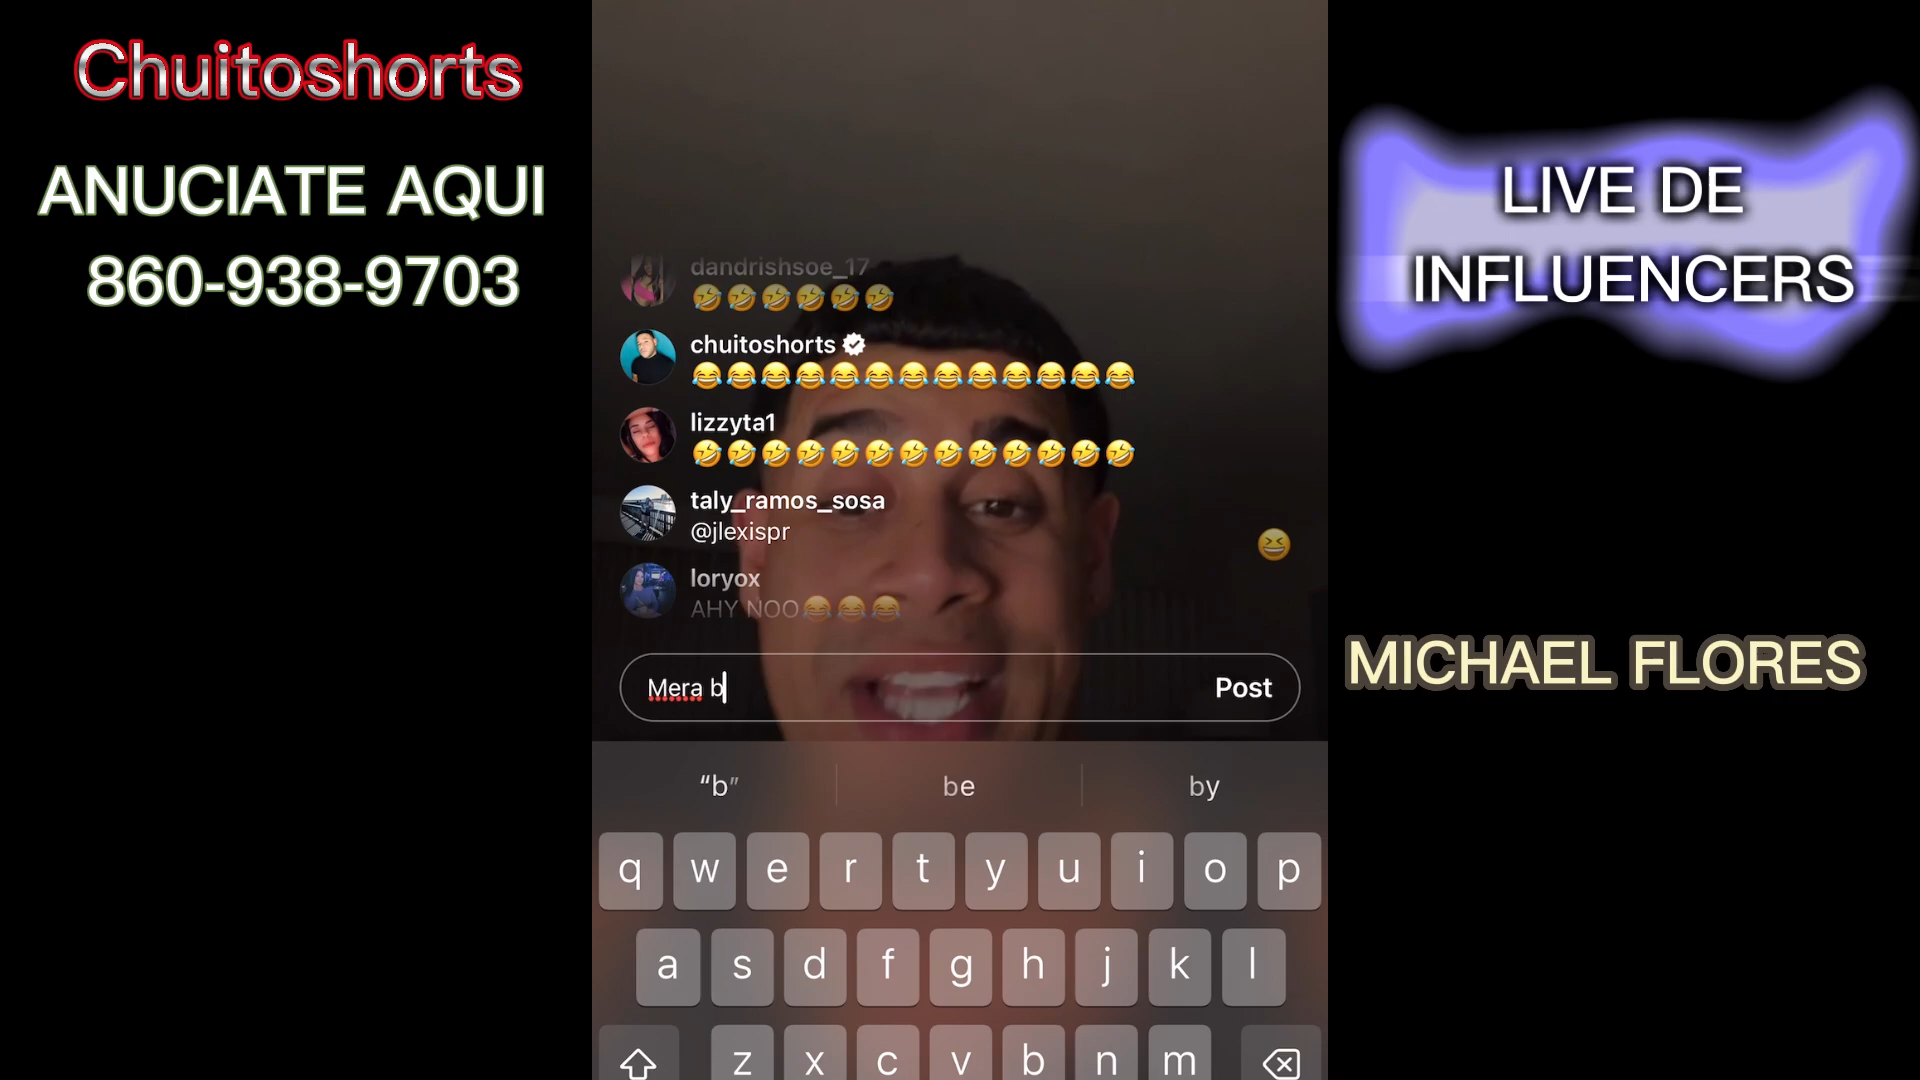 Chuitoshorts
ANUCIATE AQUI
860-938-9703
dandrishsoe_17
🤣🤣🤣🤣🤣🤣
chuitoshorts
😂😂😂😂😂😂😂😂😂😂😂😂😂
lizzyta1
🤣🤣🤣🤣🤣🤣🤣🤣🤣🤣🤣🤣🤣
taly_ramos_sosa
@jlexispr
loryox
AHY NOO😂😂😂
Mera b
Post
“b” be by
q w e r t y u i o p
a s d f g h j k l
z x c v b n m
LIVE DE
INFLUENCERS
MICHAEL FLORES